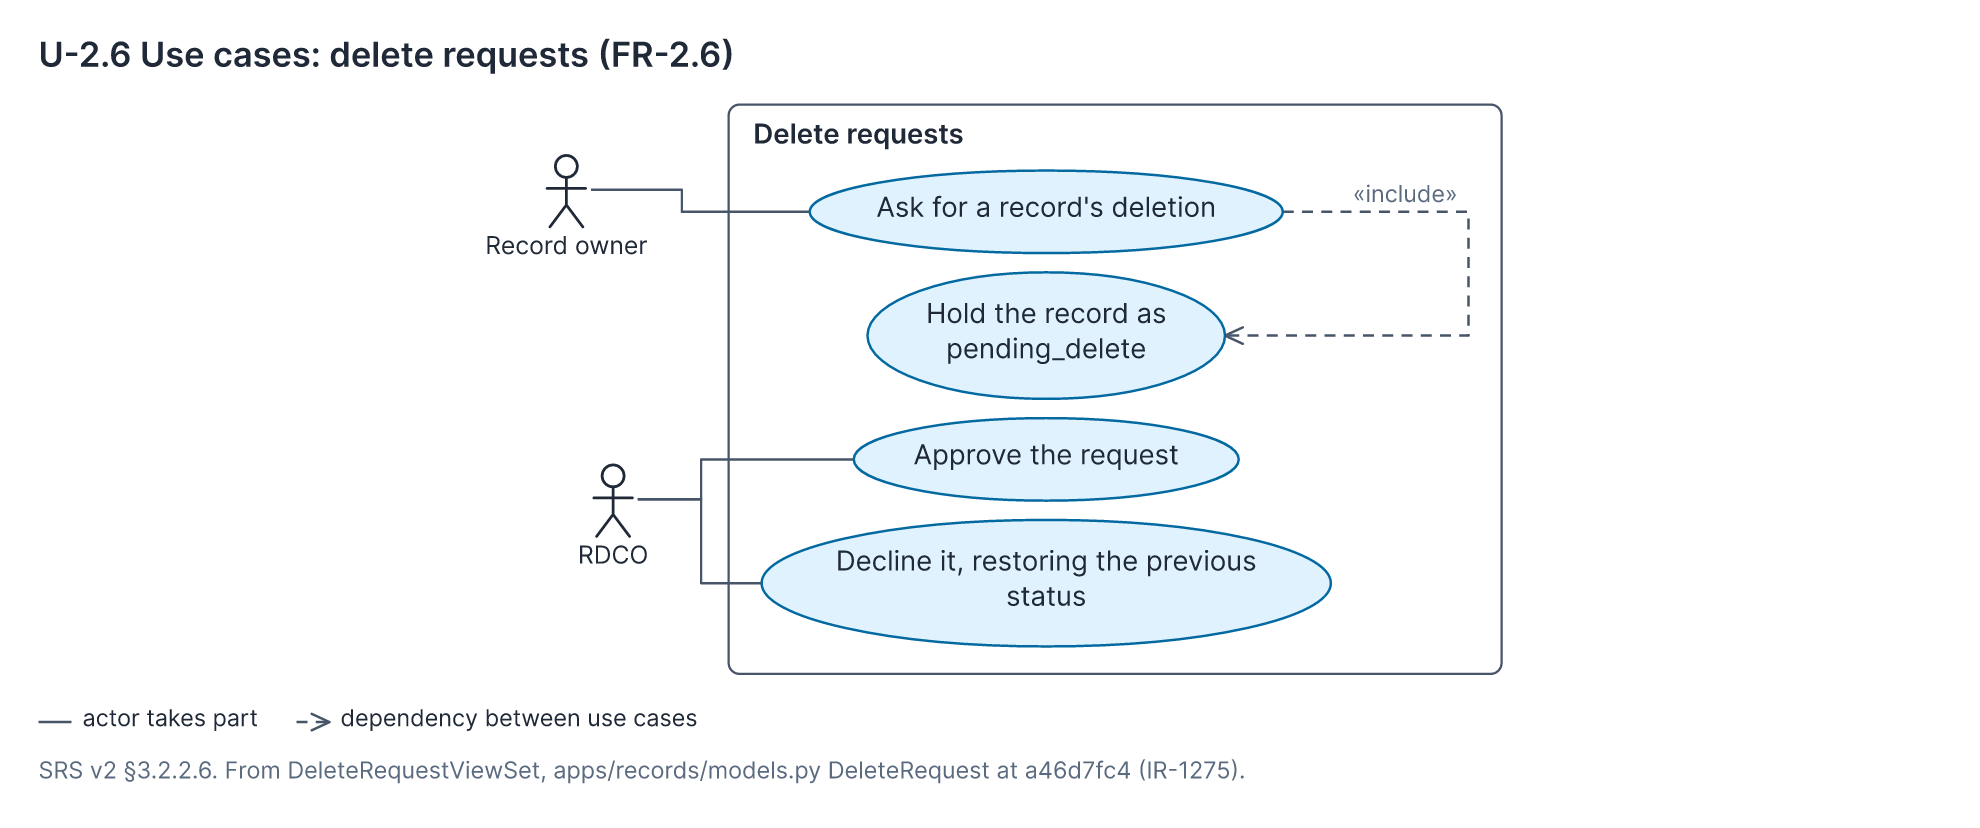 U-2.6 Use cases: delete requests (FR-2.6)
Delete requests
Record owner
Ask for a record's deletion
«include»
Hold the record as
pending_delete
Approve the request
RDCO
Decline it, restoring the previous
status
actor takes part
dependency between use cases
SRS v2 §3.2.2.6. From DeleteRequestViewSet, apps/records/models.py DeleteRequest at a46d7fc4 (IR-1275).